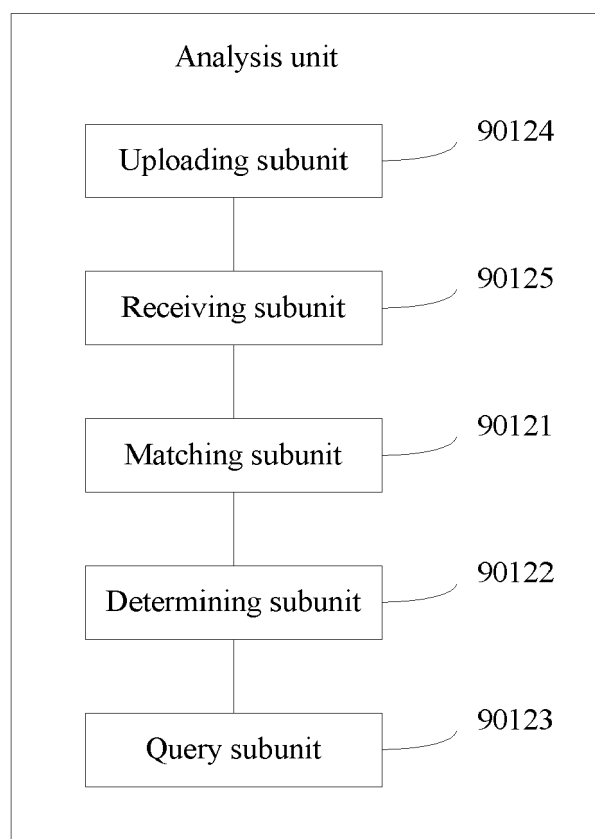 Analysis unit
90124
Uploading subunit
90125
Receiving subunit
90121
Matching subunit
90122
Determining subunit
90123
Query subunit